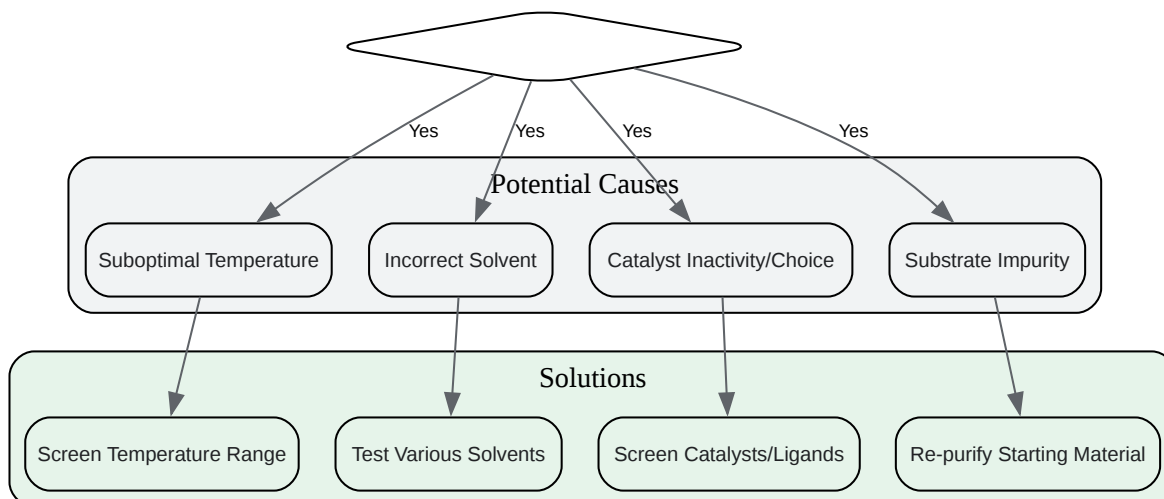 Yes
Yes
Yes
Yes
Potential Causes
Suboptimal Temperature
Incorrect Solvent
Catalyst Inactivity/Choice
Substrate Impurity
Solutions
Screen Temperature Range
Test Various Solvents
Screen Catalysts/Ligands
Re-purify Starting Material